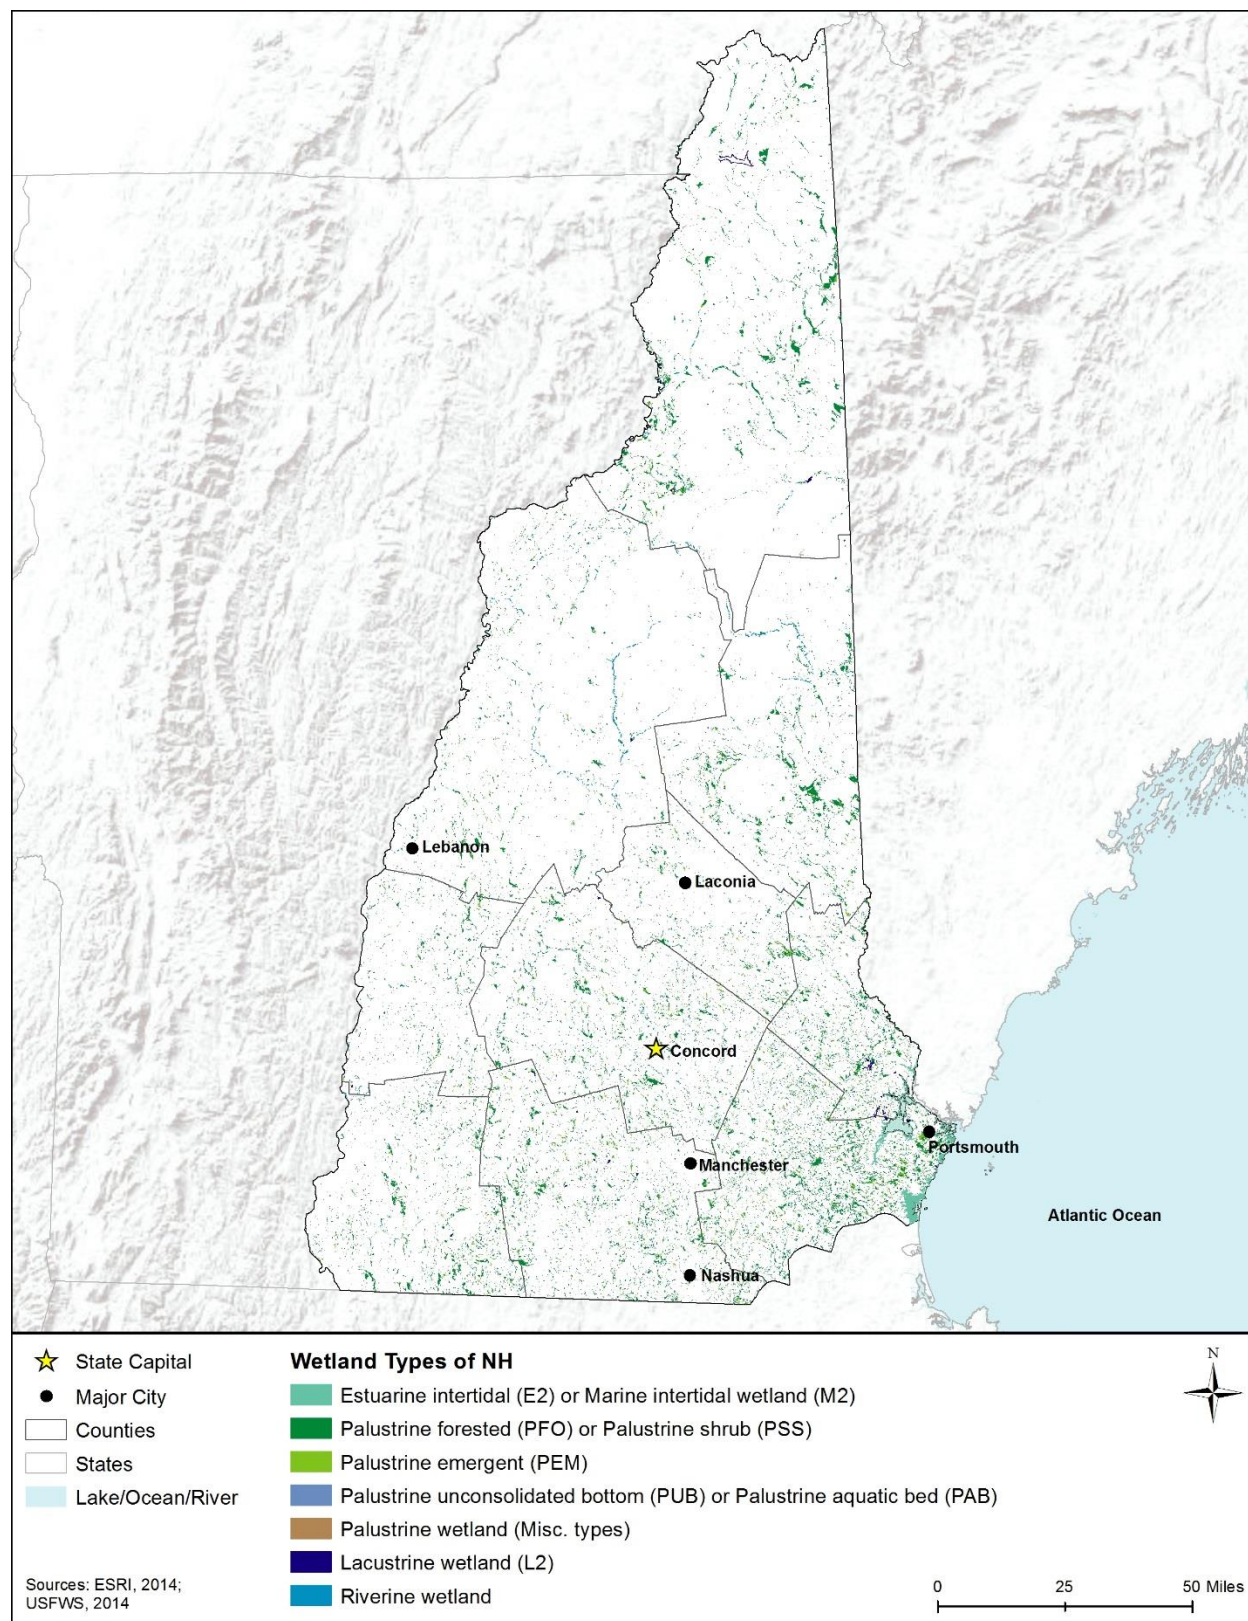 Lebanon
Laconia
Concord
Portsmouth
Manchester
Atlantic Ocean
Nashua
State Capital
Major City
Counties
States
Lake/Ocean/River
Sources: ESRI, 2014;
USFWS, 2014
Wetland Types of NH
Estuarine intertidal (E2) or Marine intertidal wetland (M2)
Palustrine forested (PFO) or Palustrine shrub (PSS)
Palustrine emergent (PEM)
Palustrine unconsolidated bottom (PUB) or Palustrine aquatic bed (PAB)
Palustrine wetland (Misc. types)
Lacustrine wetland (L2)
Riverine wetland
N
0 25 50 Miles